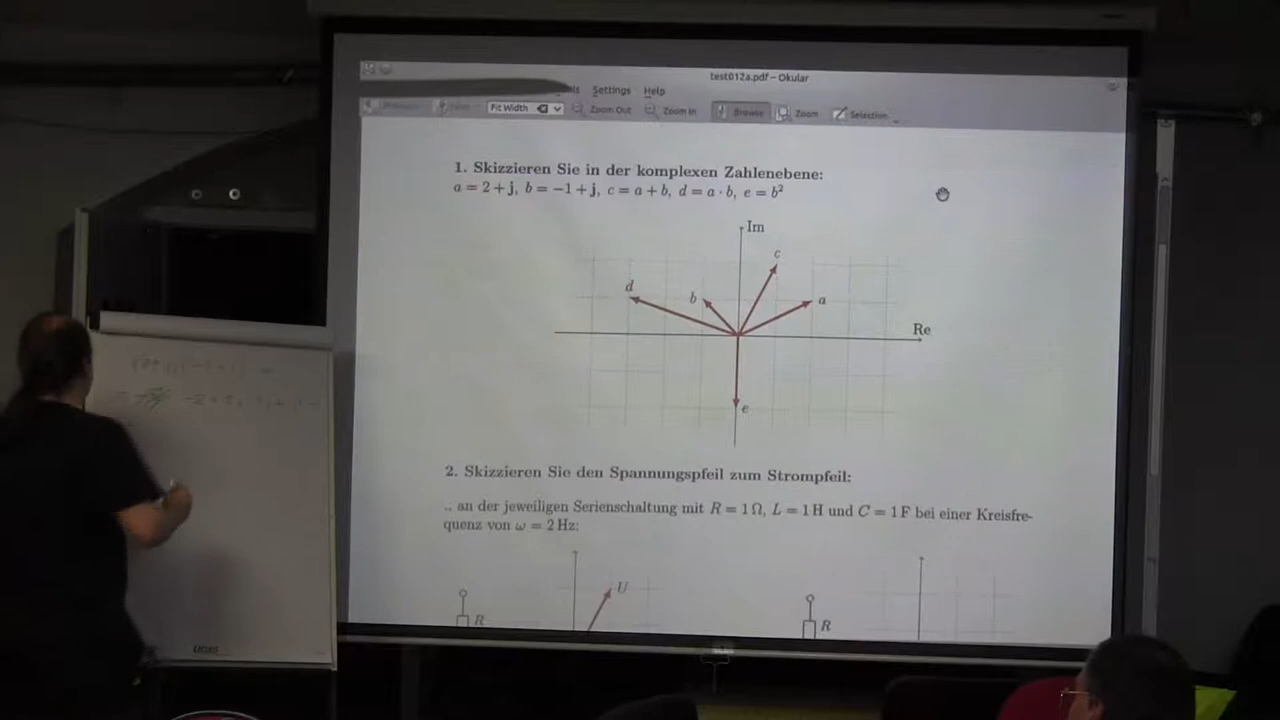 test012a.pdf – Okular
Settings Help
Fit Width Zoom Out Zoom In Browse Zoom Selection
1. Skizzieren Sie in der komplexen Zahlenebene:
a = 2 + j, b = −1 + j, c = a + b, d = a · b, e = b²
Im
c
d b a
Re
e
2. Skizzieren Sie den Spannungspfeil zum Strompfeil:
.. an der jeweiligen Serienschaltung mit R = 1 Ω, L = 1 H und C = 1 F bei einer Kreisfre-
quenz von ω = 2 Hz:
U
R R